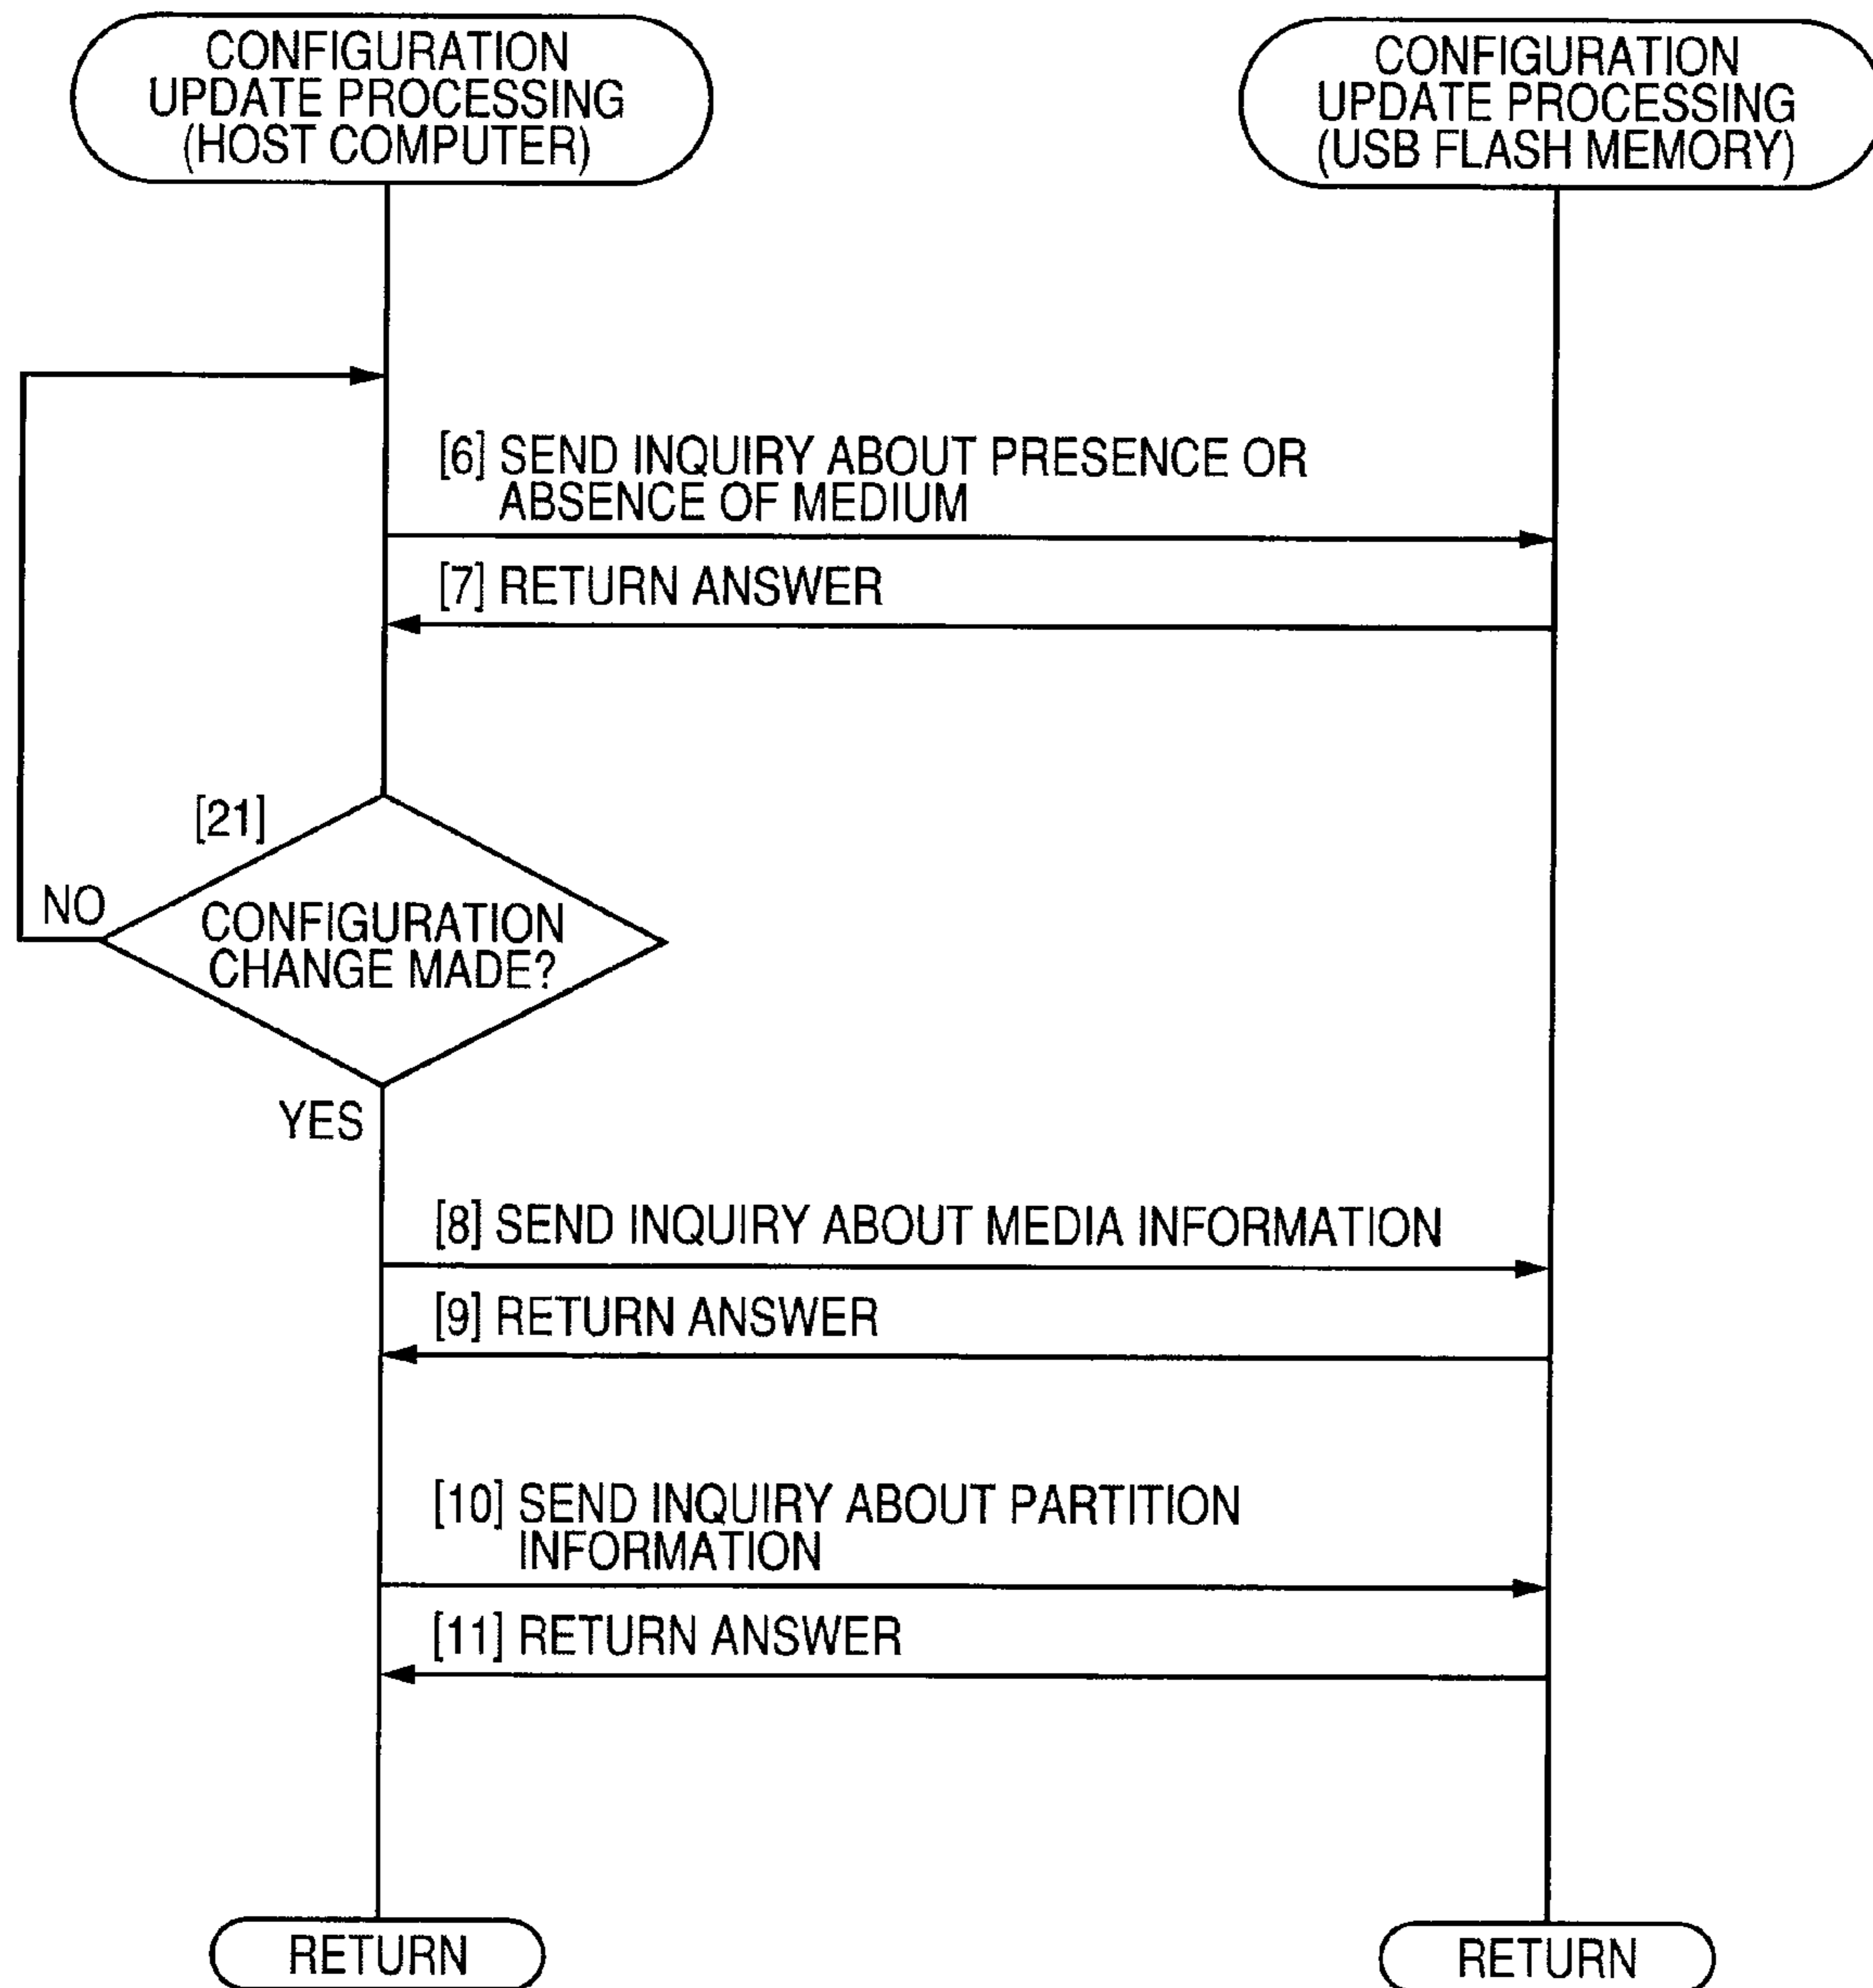 CONFIGURATION
UPDATE PROCESSING
(HOST COMPUTER)
CONFIGURATION
UPDATE PROCESSING
(USB FLASH MEMORY)
[6] SEND INQUIRY ABOUT PRESENCE OR
ABSENCE OF MEDIUM
[7] RETURN ANSWER
[21]
NO
CONFIGURATION
CHANGE MADE?
YES
[8] SEND INQUIRY ABOUT MEDIA INFORMATION
[9] RETURN ANSWER
[10] SEND INQUIRY ABOUT PARTITION
INFORMATION
[11] RETURN ANSWER
RETURN
RETURN